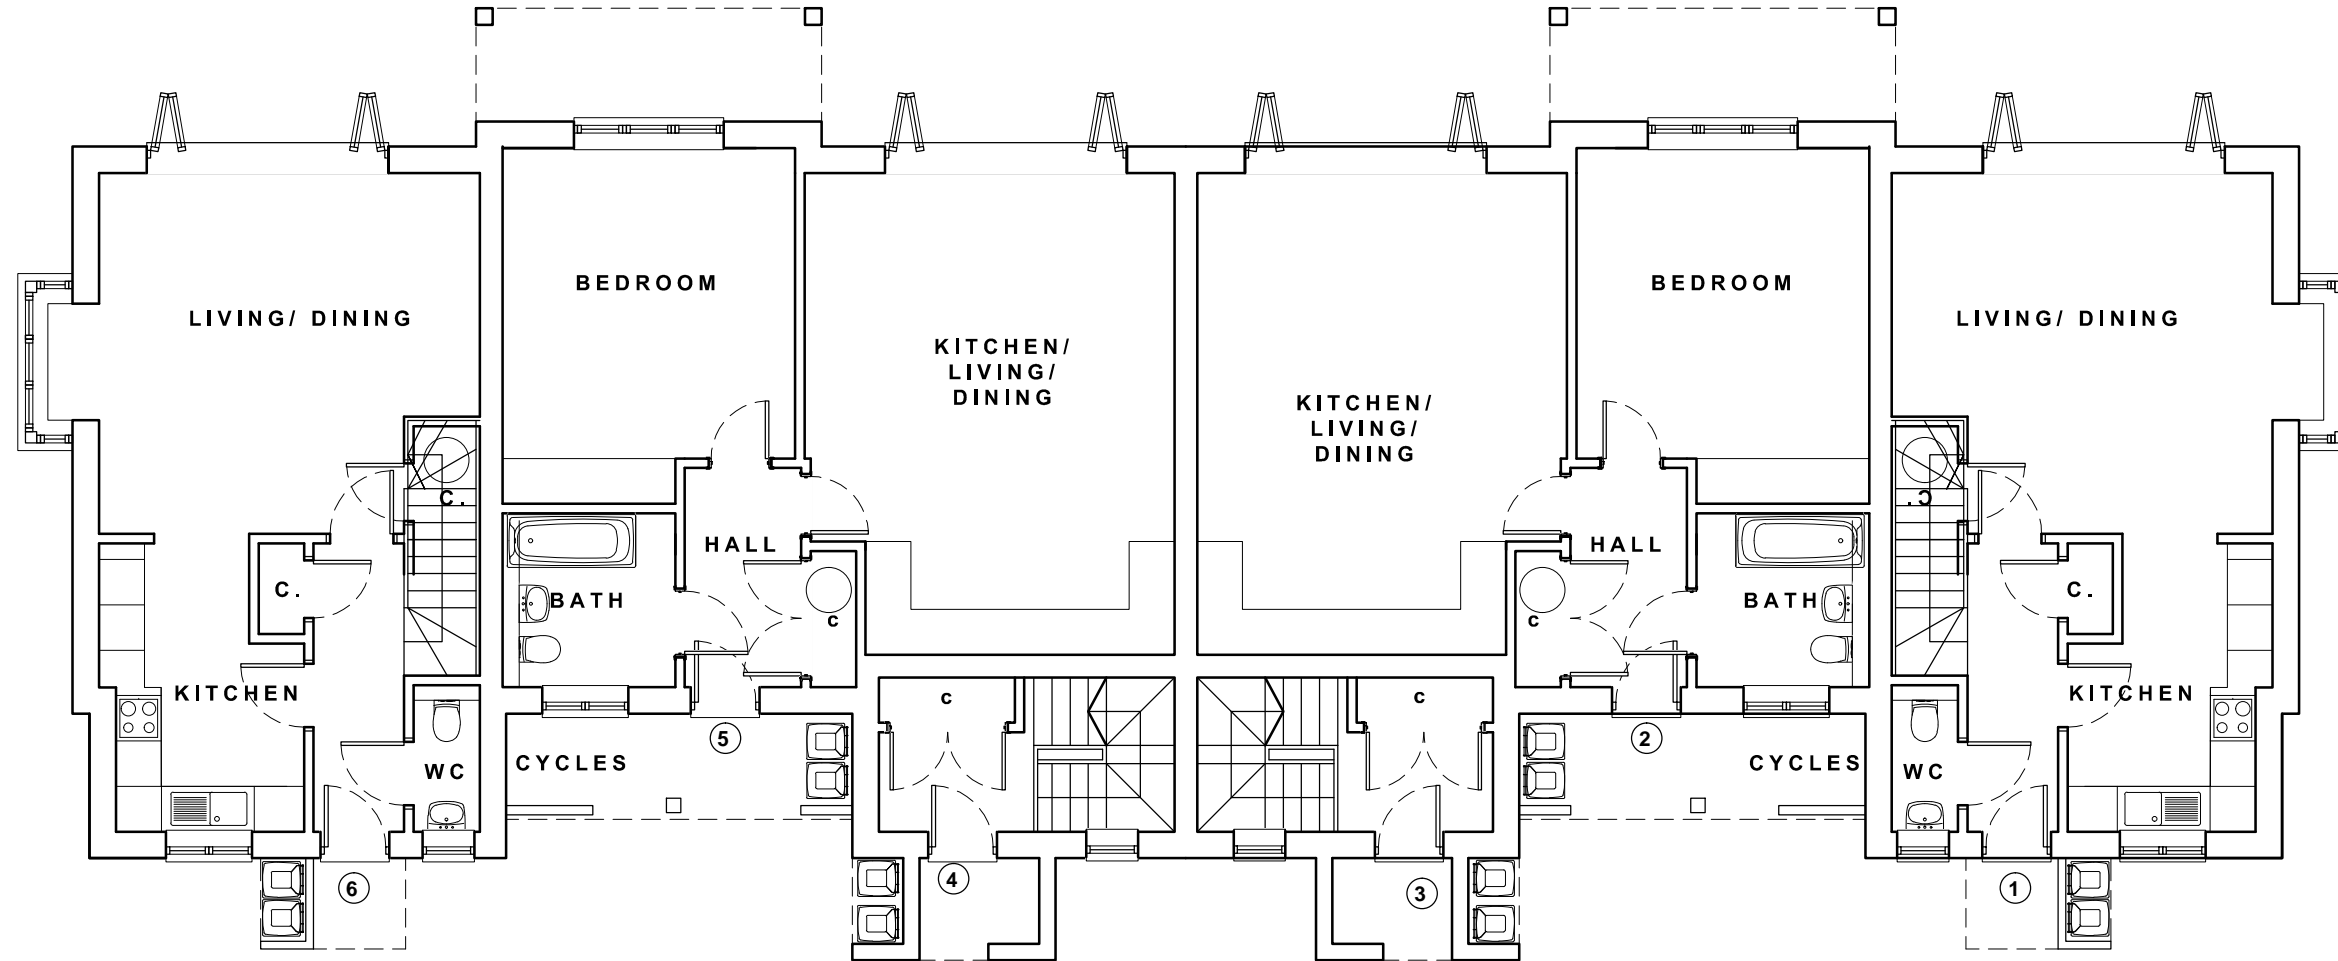 BEDROOM
BEDROOM
LIVING/ DINING
LIVING/ DINING
KITCHEN/
LIVING/
DINING
KITCHEN/
LIVING/
DINING
C.
C.
HALL
HALL
C.
BATH
c
c
BATH
C.
KITCHEN
c
c
KITCHEN
5
2
CYCLES
CYCLES
WC
WC
6
4
3
1